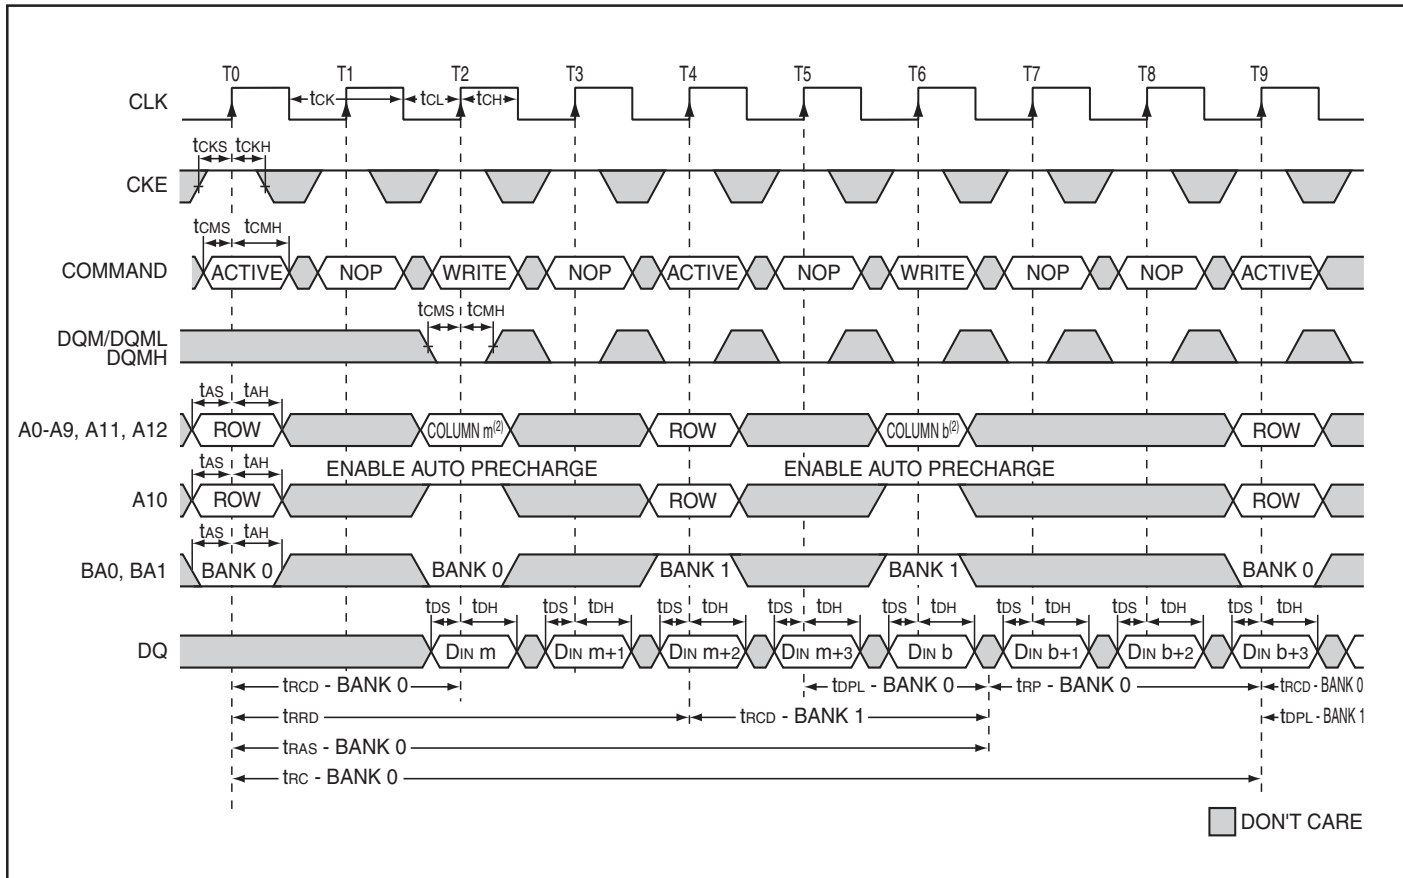 T0 T1 T2 T3 T4 T5 T6 T7 T8 T9
CLK tCK tCL tCH
tCKS tCKH
CKE
tCMS tCMH
COMMAND ACTIVE NOP WRITE NOP ACTIVE NOP WRITE NOP NOP ACTIVE
tCMS tCMH
DQM/DQML
DQMH
tAS tAH
A0-A9, A11, A12 ROW COLUMN m(2) ROW COLUMN b(2) ROW
tAS tAH ENABLE AUTO PRECHARGE ENABLE AUTO PRECHARGE
A10 ROW ROW ROW
tAS tAH
BA0, BA1 BANK 0 BANK 0 BANK 1 BANK 1 BANK 0
tDS tDH tDS tDH tDS tDH tDS tDH tDS tDH tDS tDH tDS tDH tDS tDH
DQ DIN m DIN m+1 DIN m+2 DIN m+3 DIN b DIN b+1 DIN b+2 DIN b+3
tRCD - BANK 0 tDPL - BANK 0 tRP - BANK 0 tRCD - BANK 0
tRRD tRCD - BANK 1 tDPL - BANK 1
tRAS - BANK 0
tRC - BANK 0
DON'T CARE